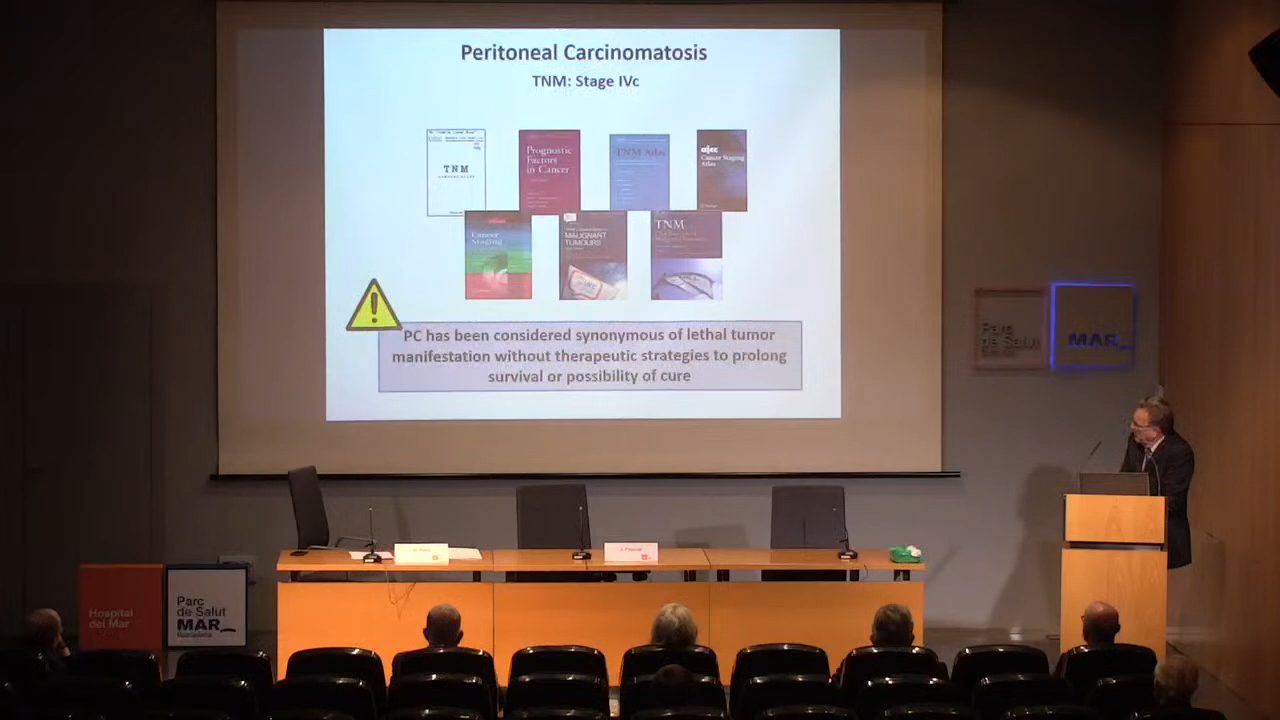 Peritoneal Carcinomatosis
TNM: Stage IVc
TNM
Prognostic
Factors
in Cancer
TNM Atlas
ajcc
Cancer Staging
Atlas
Cancer
Staging
MALIGNANT
TUMOURS
TNM
PC has been considered synonymous of lethal tumor
manifestation without therapeutic strategies to prolong
survival or possibility of cure
Parc
de Salut
MAR
Hospital
del Mar
Parc
de Salut
MAR
Barcelona